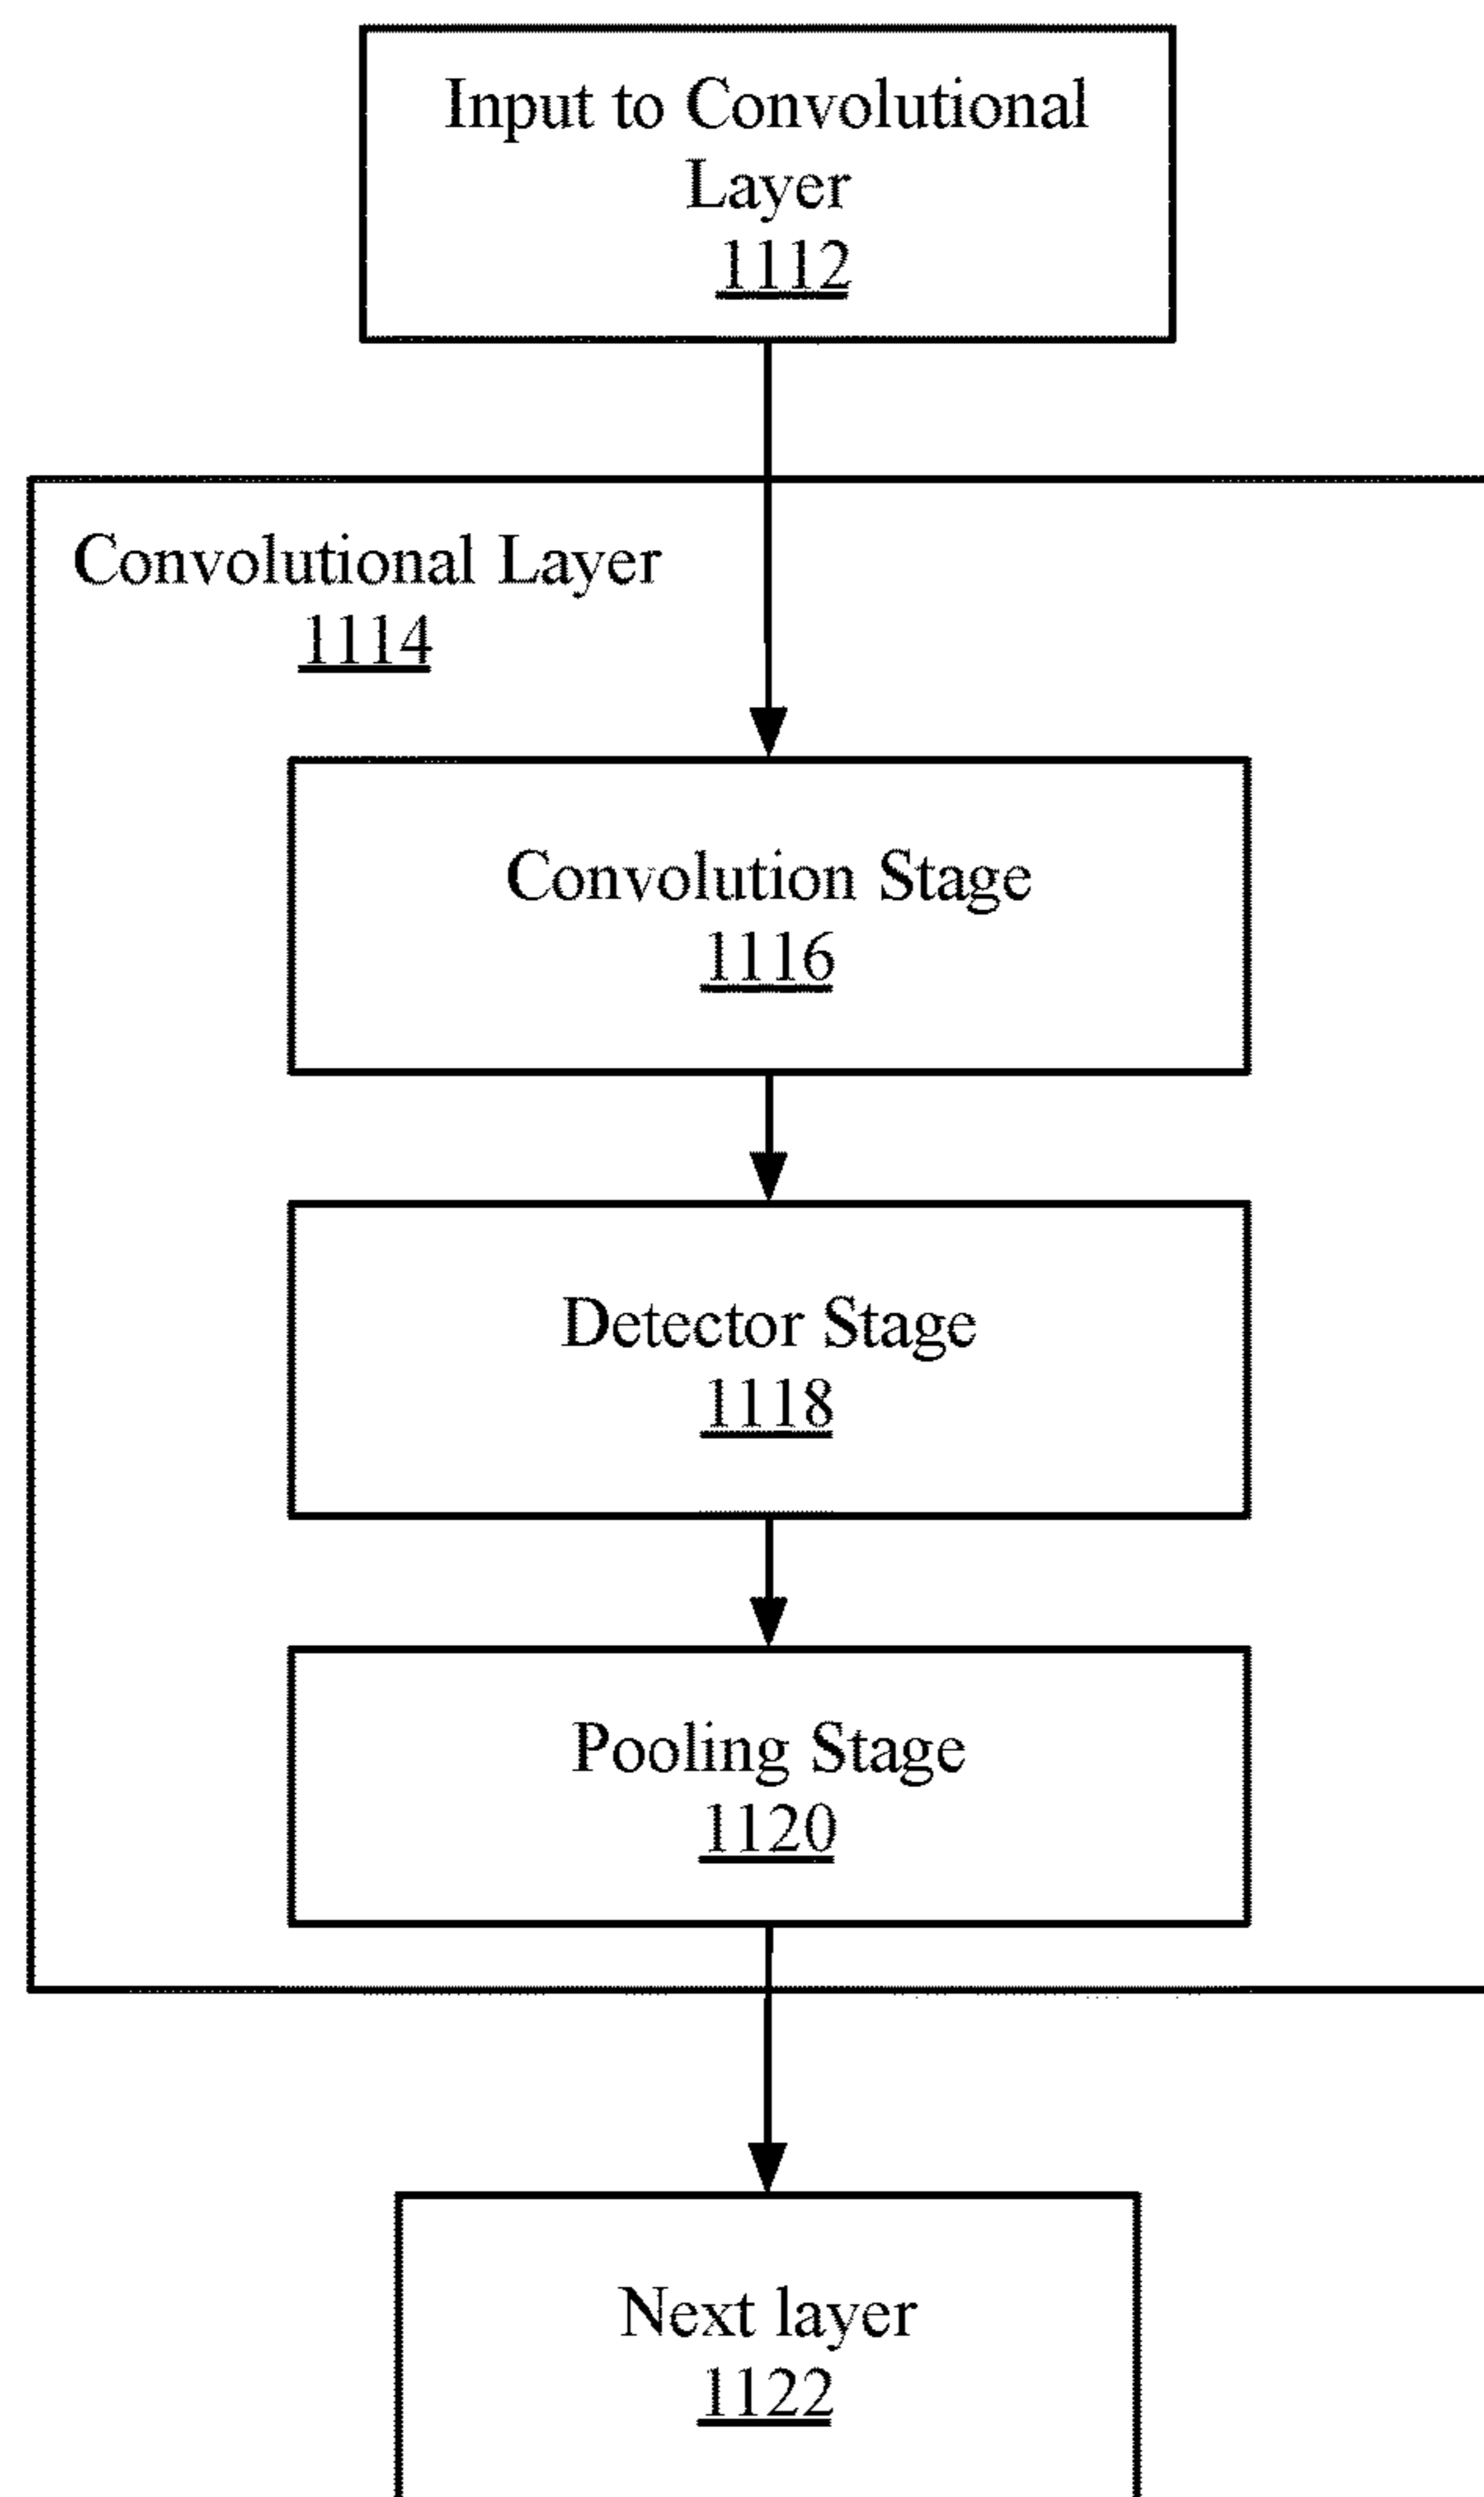 Input to Convolutional
Layer
1112
Convolutional Layer
1114
Convolution Stage
1116
Detector Stage
1118
Pooling Stage
1120
Next layer
1122